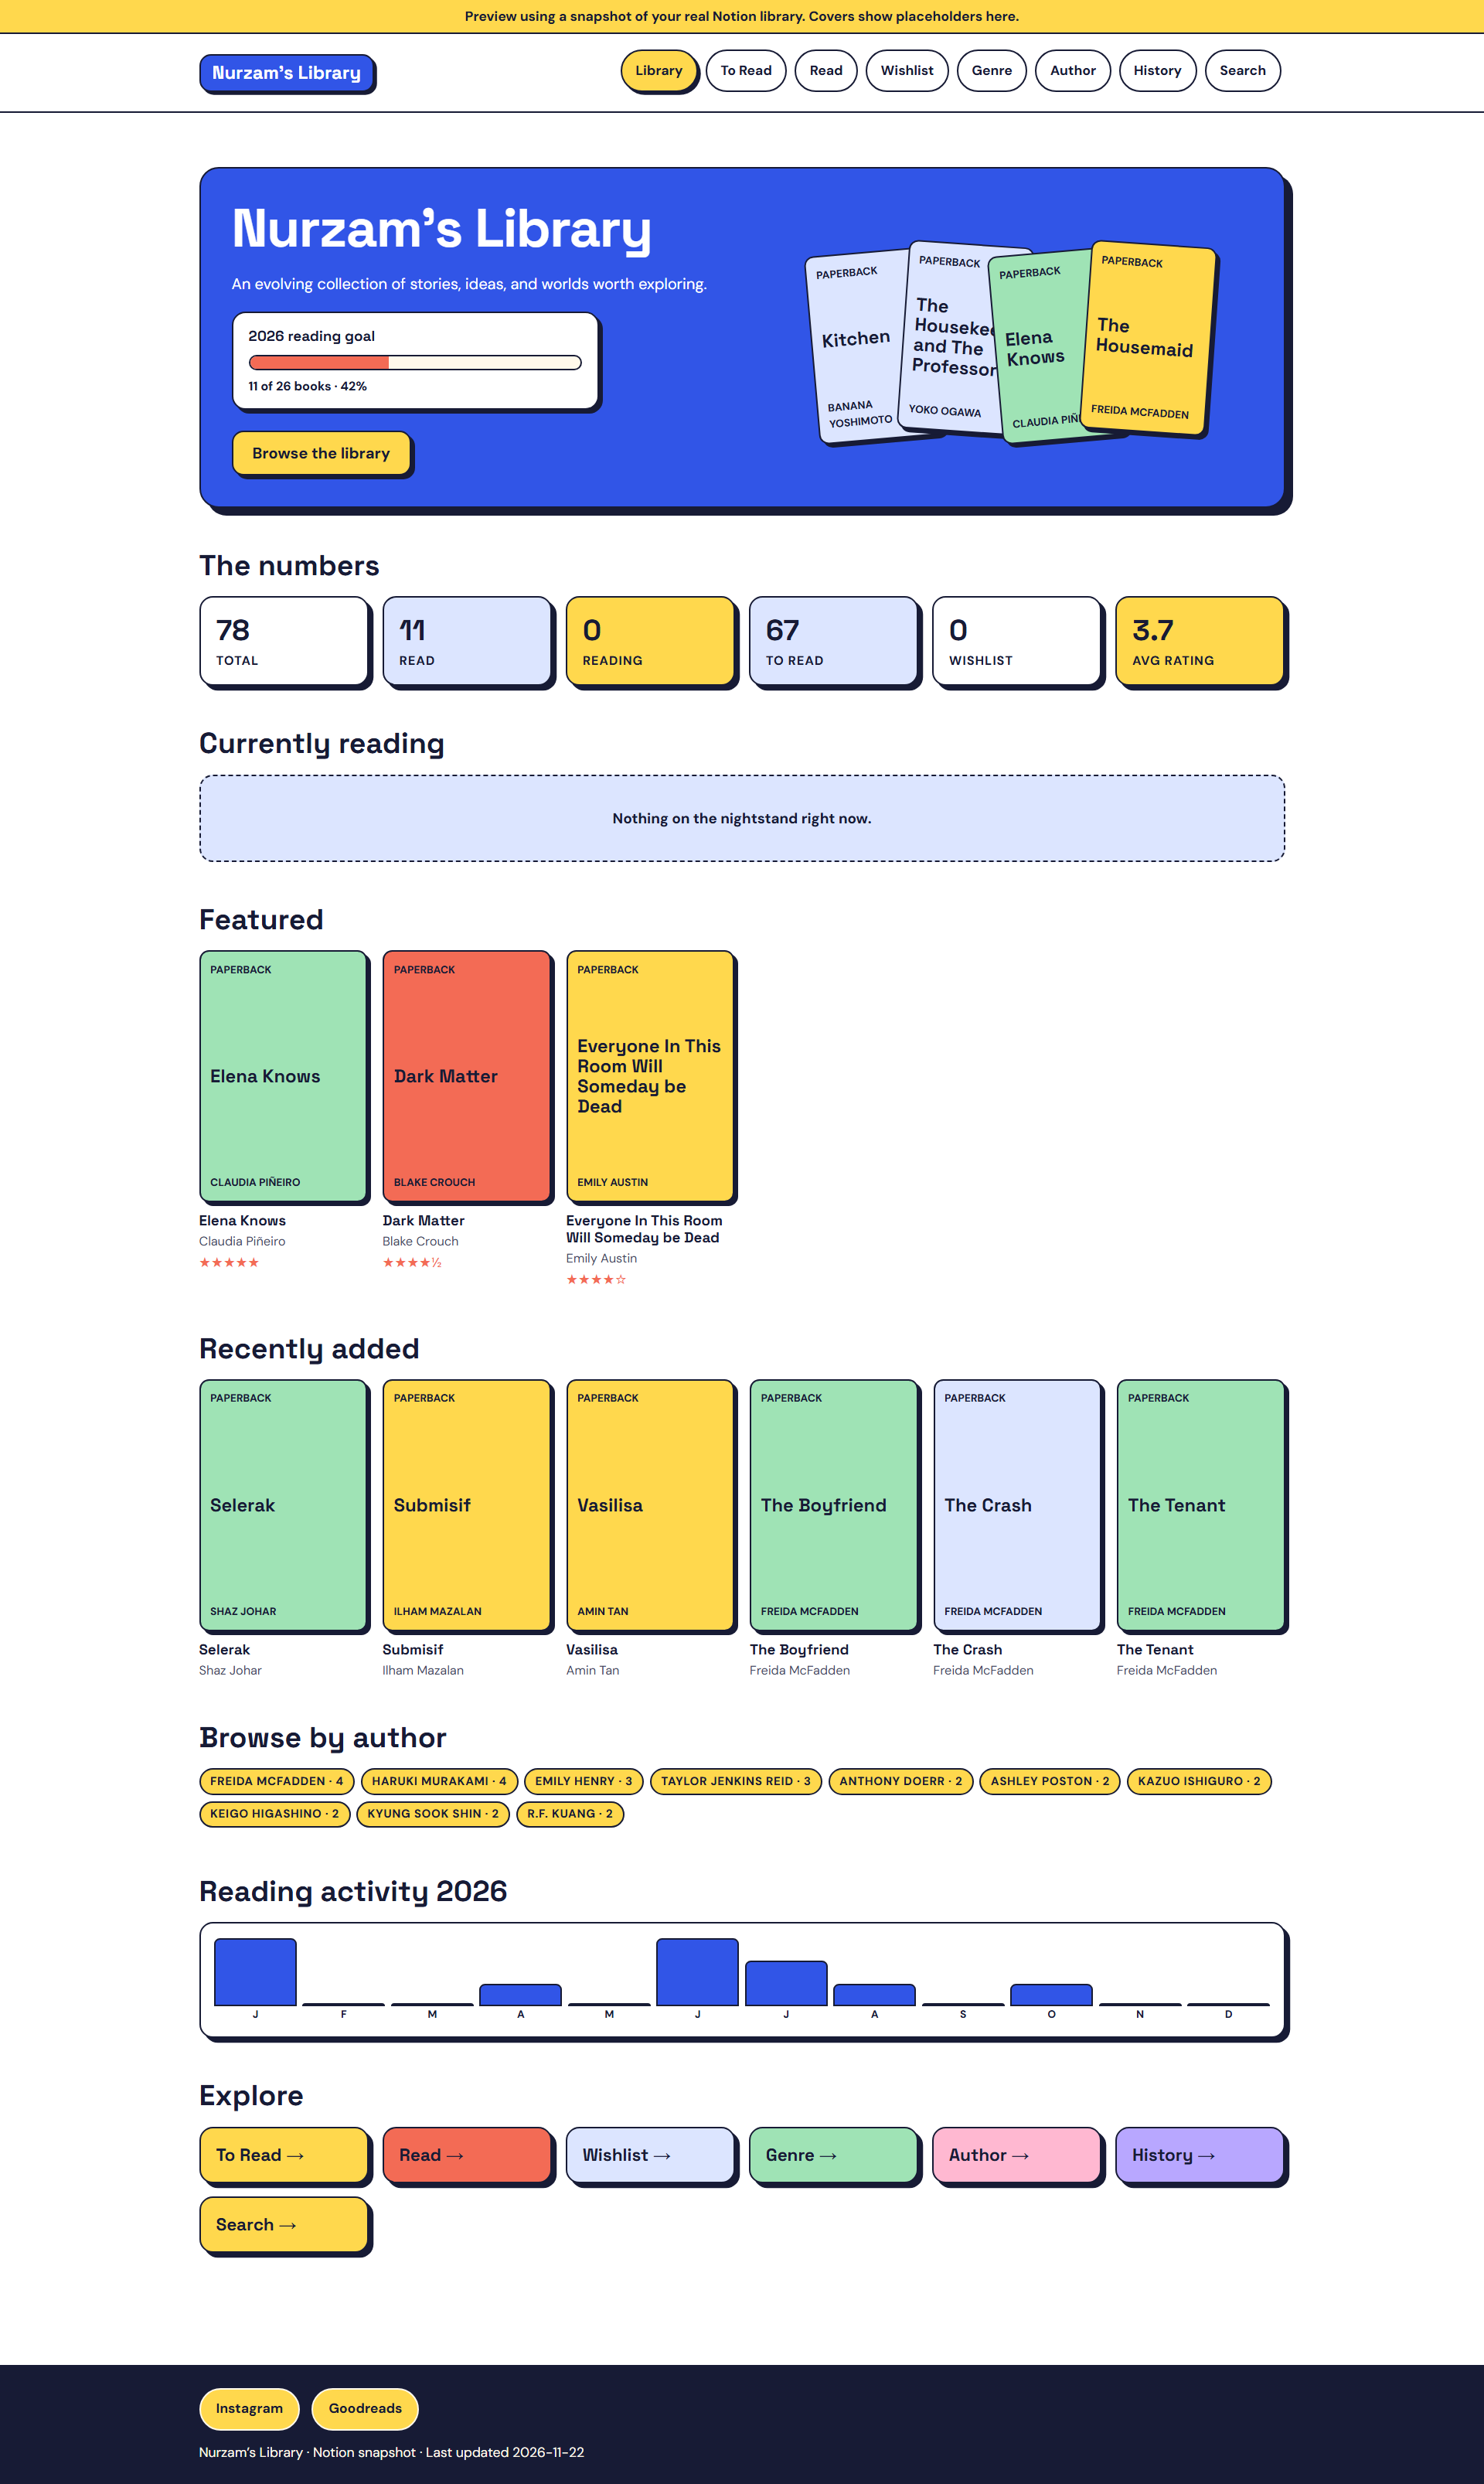 Preview using a snapshot of your real Notion library. Covers show placeholders here.
Nurzam's Library
Library To Read Read Wishlist Genre Author History Search
Nurzam's Library
An evolving collection of stories, ideas, and worlds worth exploring.
2026 reading goal
11 of 26 books · 42%
Browse the library
PAPERBACK
Kitchen
BANANA
YOSHIMOTO
PAPERBACK
The
and The
Professor
YOKO OGAWA
PAPERBACK
Elena
Knows
CLAUDIA
PAPERBACK
The
Housemaid
FREIDA MCFADDEN
The numbers
78
TOTAL
11
READ
0
READING
67
TO READ
0
WISHLIST
3.7
AVG RATING
Currently reading
Nothing on the nightstand right now.
Featured
PAPERBACK
Elena Knows
CLAUDIA PIÑEIRO
Elena Knows
Claudia Piñeiro
★★★★★
PAPERBACK
Dark Matter
BLAKE CROUCH
Dark Matter
Blake Crouch
★★★★½
PAPERBACK
Everyone In This
Room Will
Someday be
Dead
EMILY AUSTIN
Everyone In This Room
Will Someday be Dead
Emily Austin
★★★★☆
Recently added
PAPERBACK
Selerak
SHAZ JOHAR
Selerak
Shaz Johar
PAPERBACK
Submisif
ILHAM MAZALAN
Submisif
Ilham Mazalan
PAPERBACK
Vasilisa
AMIN TAN
Vasilisa
Amin Tan
PAPERBACK
The Boyfriend
FREIDA MCFADDEN
The Boyfriend
Freida McFadden
PAPERBACK
The Crash
FREIDA MCFADDEN
The Crash
Freida McFadden
PAPERBACK
The Tenant
FREIDA MCFADDEN
The Tenant
Freida McFadden
Browse by author
FREIDA MCFADDEN · 4 HARUKI MURAKAMI · 4 EMILY HENRY · 3 TAYLOR JENKINS REID · 3 ANTHONY DOERR · 2 ASHLEY POSTON · 2 KAZUO ISHIGURO · 2
KEIGO HIGASHINO · 2 KYUNG SOOK SHIN · 2 R.F. KUANG · 2
Reading activity 2026
J F M A M J J A S O N D
Explore
To Read → Read → Wishlist → Genre → Author → History →
Search →
Instagram Goodreads
Nurzam's Library · Notion snapshot · Last updated 2026-11-22